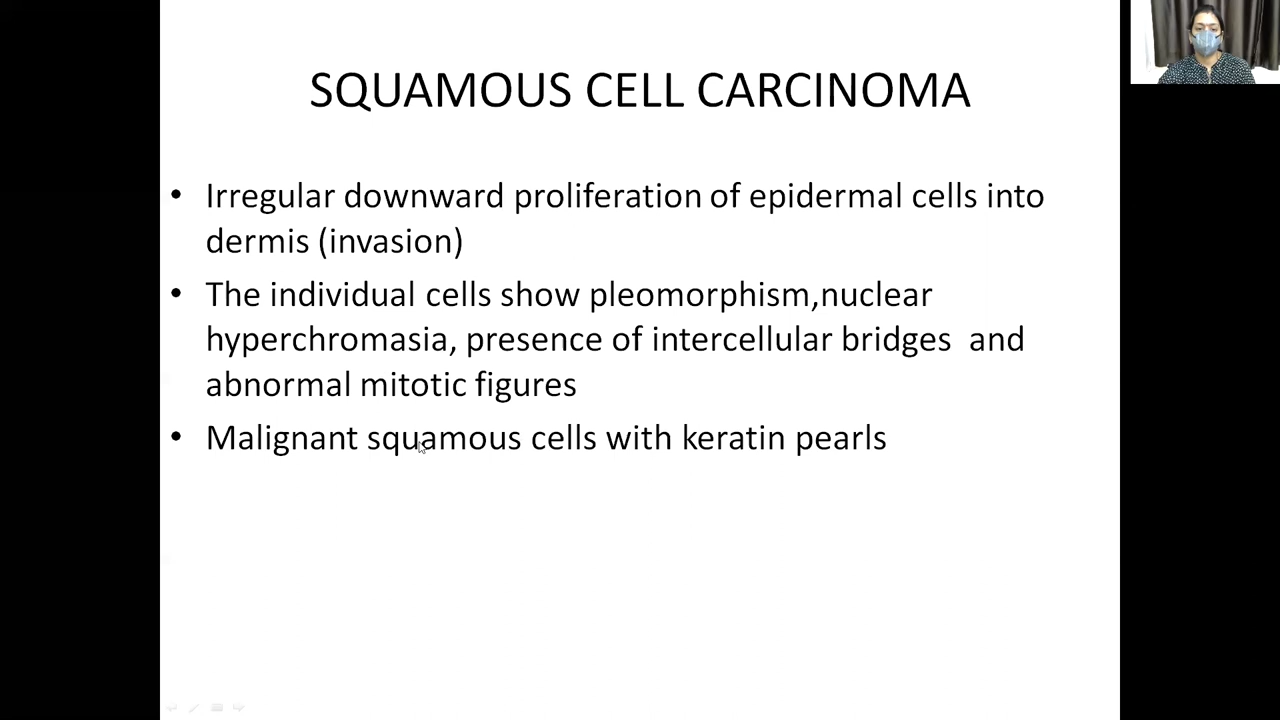 SQUAMOUS CELL CARCINOMA
• Irregular downward proliferation of epidermal cells into
dermis (invasion)
• The individual cells show pleomorphism,nuclear
hyperchromasia, presence of intercellular bridges  and
abnormal mitotic figures
• Malignant squamous cells with keratin pearls